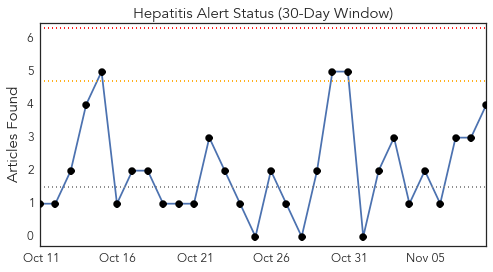 Hepatitis Alert Status (30-Day Window)
Articles Found
6
5
4
3
2
1
0
Oct 11 Oct 16 Oct 21 Oct 26 Oct 31 Nov 05